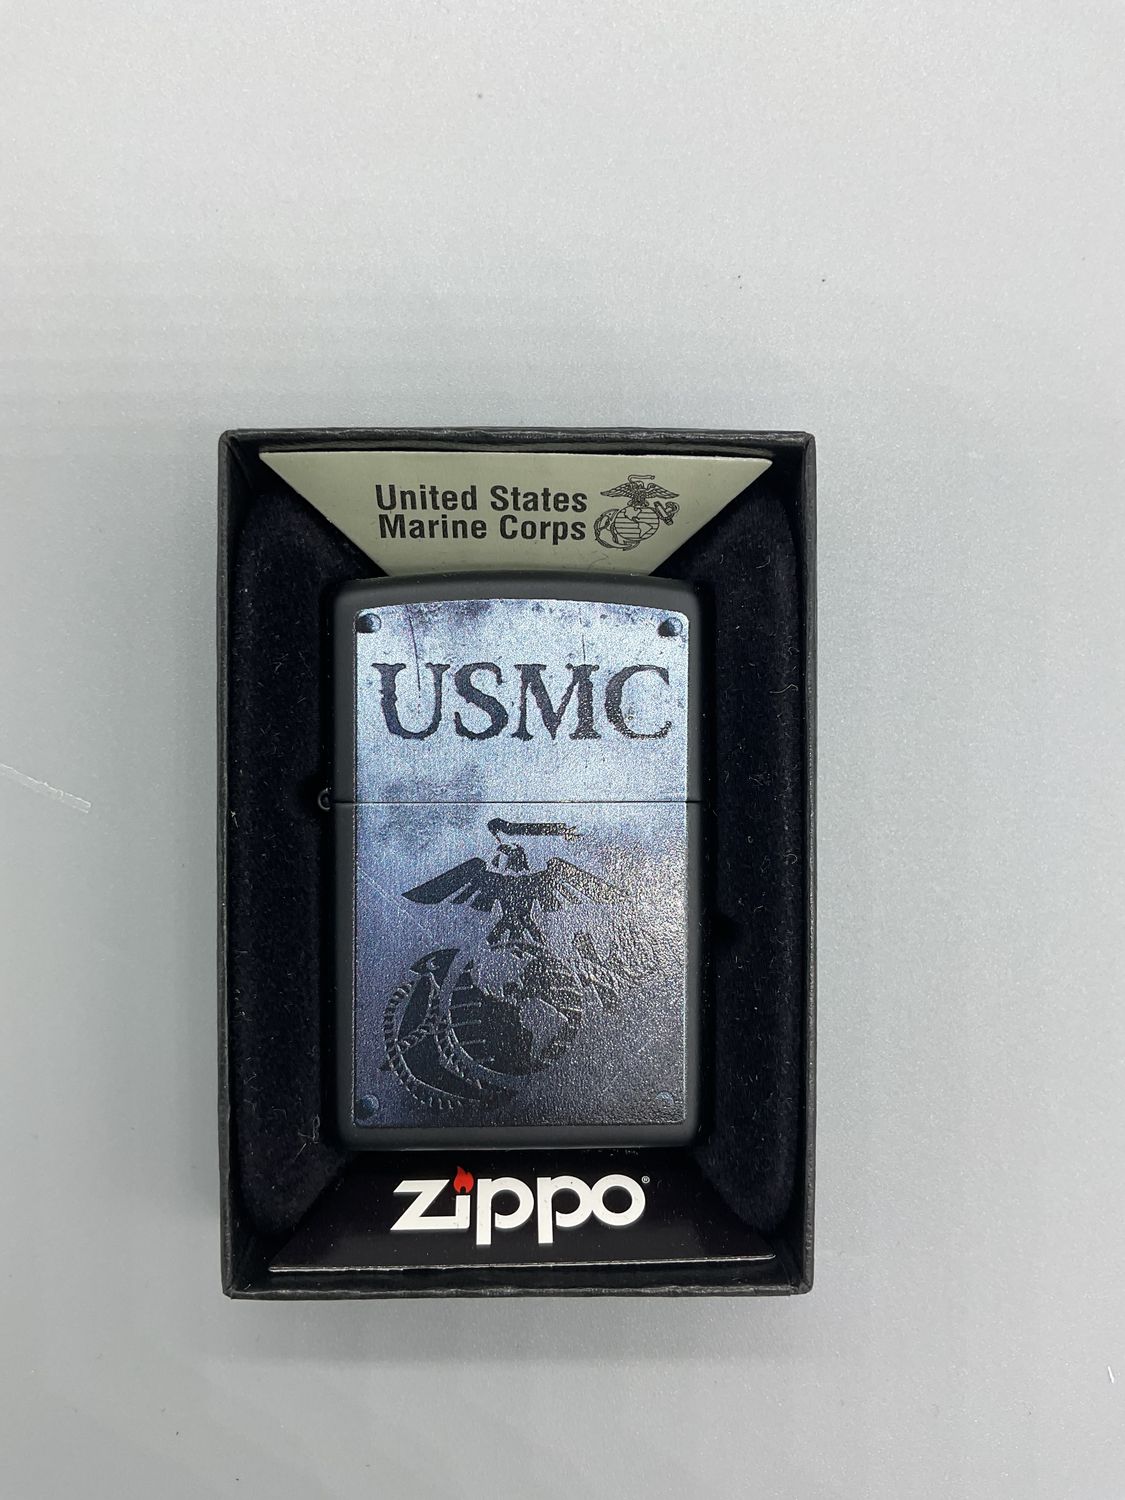 United States
Marine Corps
USMC
zippo®